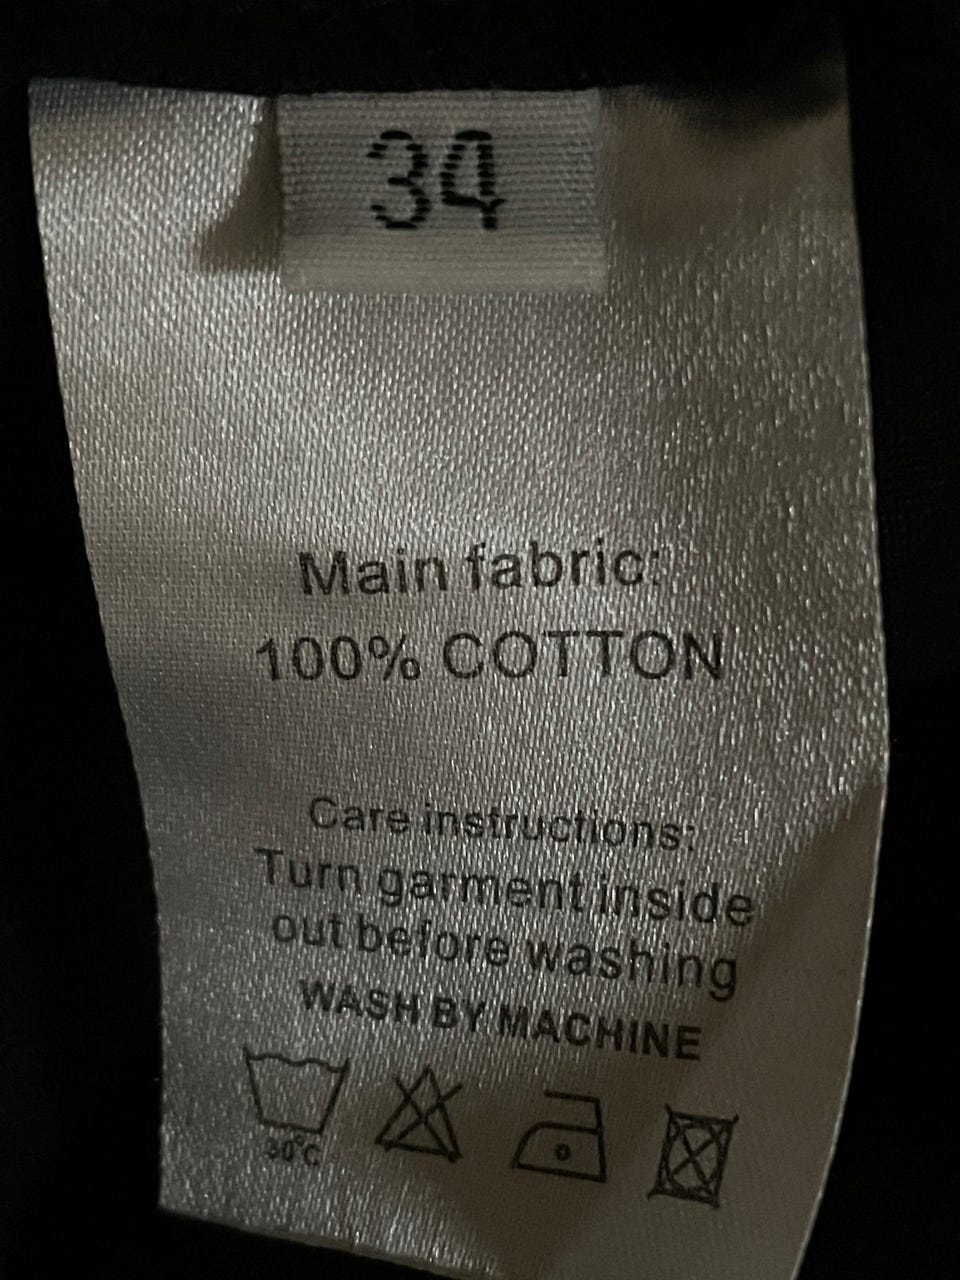 34
Main fabric:
100% COTTON
Care instructions:
Turn garment inside
out before washing
WASH BY MACHINE
30°C